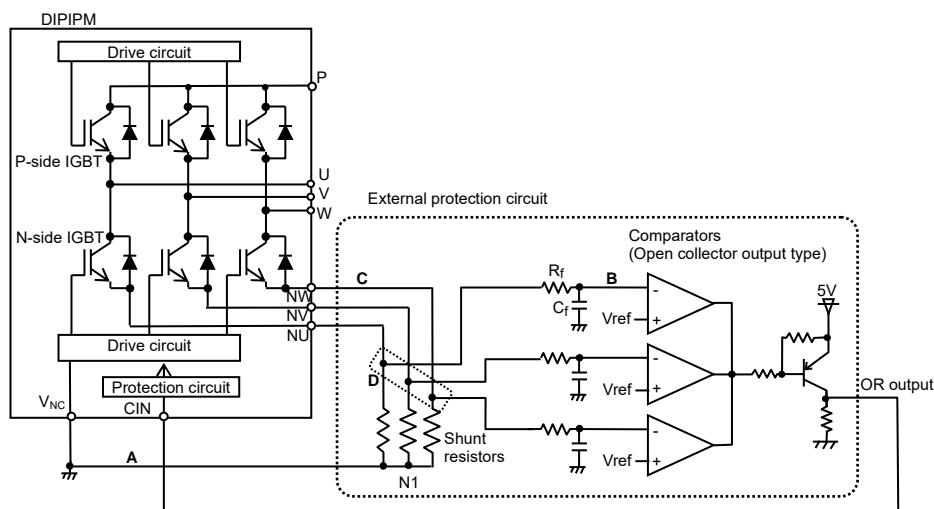 DIPIPM
Drive circuit
P
P-side IGBT
U
V
W
External protection circuit
N-side IGBT
Comparators
(Open collector output type)
C
Rf
B
5V
NW
Cf
NV
Vref
NU
Drive circuit
D
Protection circuit
Vref
OR output
VNC
CIN
Shunt
resistors
A
Vref
N1
-
+
-
+
-
+